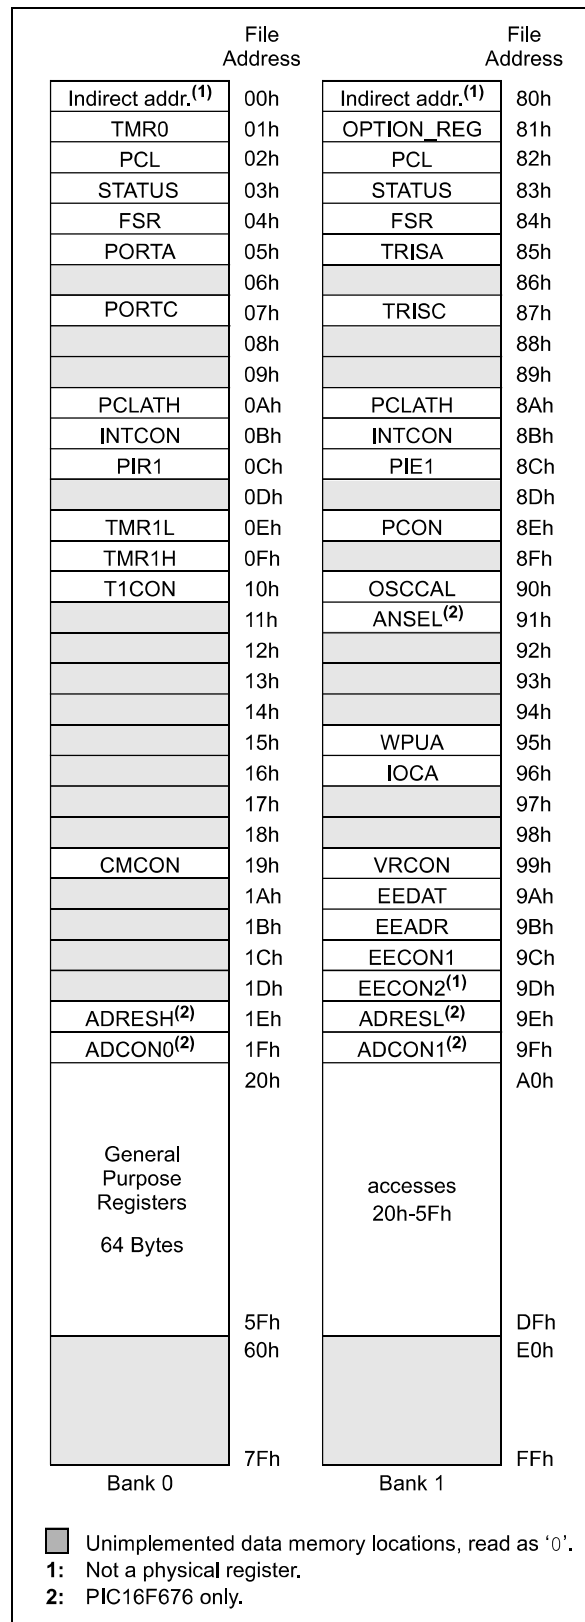 File Address File Address
Indirect addr.(1) 00h Indirect addr.(1) 80h
TMR0 01h OPTION_REG 81h
PCL 02h PCL 82h
STATUS 03h STATUS 83h
FSR 04h FSR 84h
PORTA 05h TRISA 85h
06h 86h
PORTC 07h TRISC 87h
08h 88h
09h 89h
PCLATH 0Ah PCLATH 8Ah
INTCON 0Bh INTCON 8Bh
PIR1 0Ch PIE1 8Ch
0Dh 8Dh
TMR1L 0Eh PCON 8Eh
TMR1H 0Fh 8Fh
T1CON 10h OSCCAL 90h
11h ANSEL(2) 91h
12h 92h
13h 93h
14h 94h
15h WPUA 95h
16h IOCA 96h
17h 97h
18h 98h
CMCON 19h VRCON 99h
1Ah EEDAT 9Ah
1Bh EEADR 9Bh
1Ch EECON1 9Ch
1Dh EECON2(1) 9Dh
ADRESH(2) 1Eh ADRESL(2) 9Eh
ADCON0(2) 1Fh ADCON1(2) 9Fh
20h A0h
General
Purpose
Registers
64 Bytes
accesses
20h-5Fh
5Fh DFh
60h E0h
7Fh FFh
Bank 0 Bank 1
Unimplemented data memory locations, read as '0'.
1: Not a physical register.
2: PIC16F676 only.